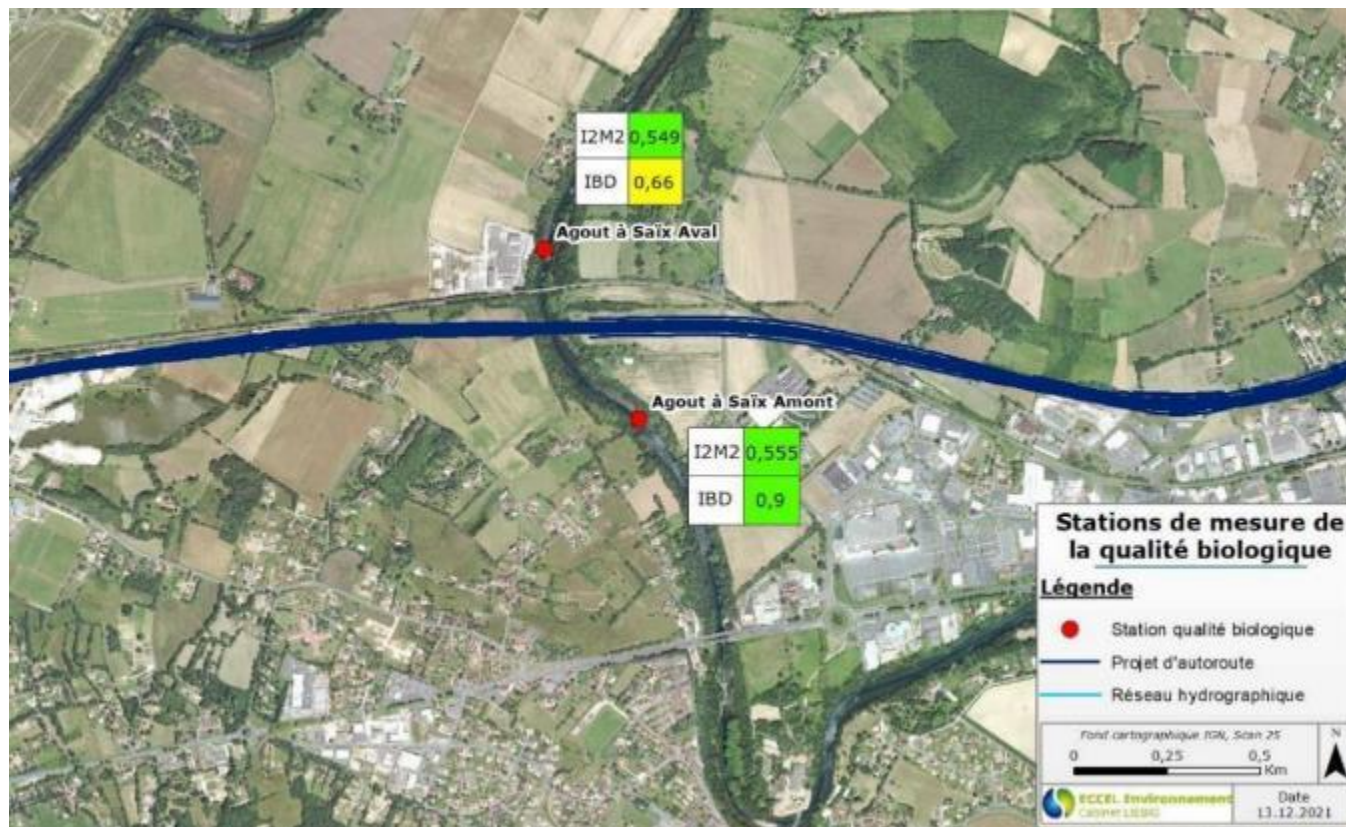 I2M2 0,549
IBD 0,66
Agout à Saïx Aval
Agout à Saïx Amont
I2M2 0,555
IBD 0,9
Stations de mesure de
la qualité biologique
Légende
Station qualité biologique
Projet d'autoroute
Réseau hydrographique
Fond cartographique IGN, Scan 25
0 0,25 0,5
Km
N
ECCEL Environnement
Cabinet LIEBIG
Date
13.12.2021